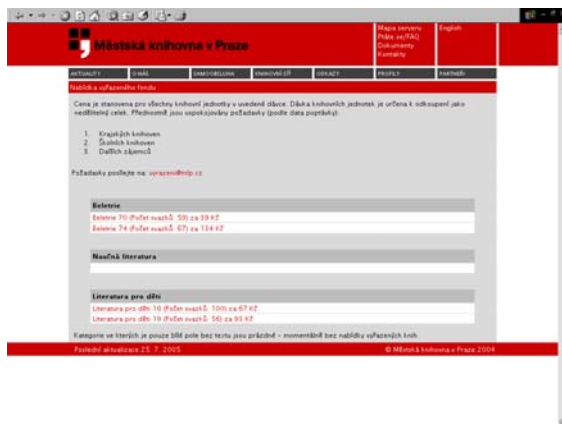 Mapa serveru
Ptáte se/FAQ
Dokumenty
Kontakty
English
Městská knihovna v Praze
AKTUALITY
O NÁS
SAMOOBSLUHA
KNIHOVNÍ SÍŤ
ODKAZY
PROFILY
PARTNEŘI
Nabídka vyřazeného fondu
Cena je stanovena pro všechny knihovní jednotky v uvedené dávce. Dávka knihovních jednotek je určena k odkoupení jako
nedělitelný celek. Přednostně jsou uspokojovány požadavky (podle data poptávky):
1. Krajských knihoven
2. Školních knihoven
3. Dalších zájemců
Požadavky posílejte na: vyrazeni@mlp.cz
Beletrie
Beletrie 70 (Počet svazků: 59) za 59 Kč
Beletrie 74 (Počet svazků: 67) za 134 Kč
Naučná literatura
Literatura pro děti
Literatura pro děti 16 (Počet svazků: 100) za 67 Kč
Literatura pro děti 19 (Počet svazků: 56) za 93 Kč
Kategorie ve kterých je pouze bílé pole bez textu jsou prázdné - momentálně bez nabídky vyřazených knih
Poslední aktualizace 25. 7. 2005
© Městská knihovna v Praze 2004